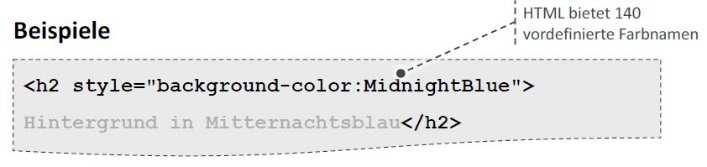 HTML bietet 140
vordefinierte Farbnamen
Beispiele
<h2 style="background-color:MidnightBlue">
Hintergrund in Mitternachtsblau</h2>